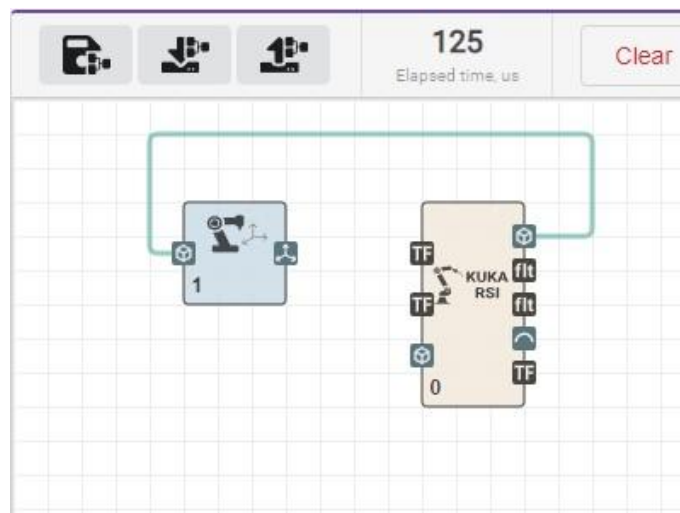 125
Elapsed time, us
Clear
1
TF
TF
KUKA
RSI
flt
flt
TF
0